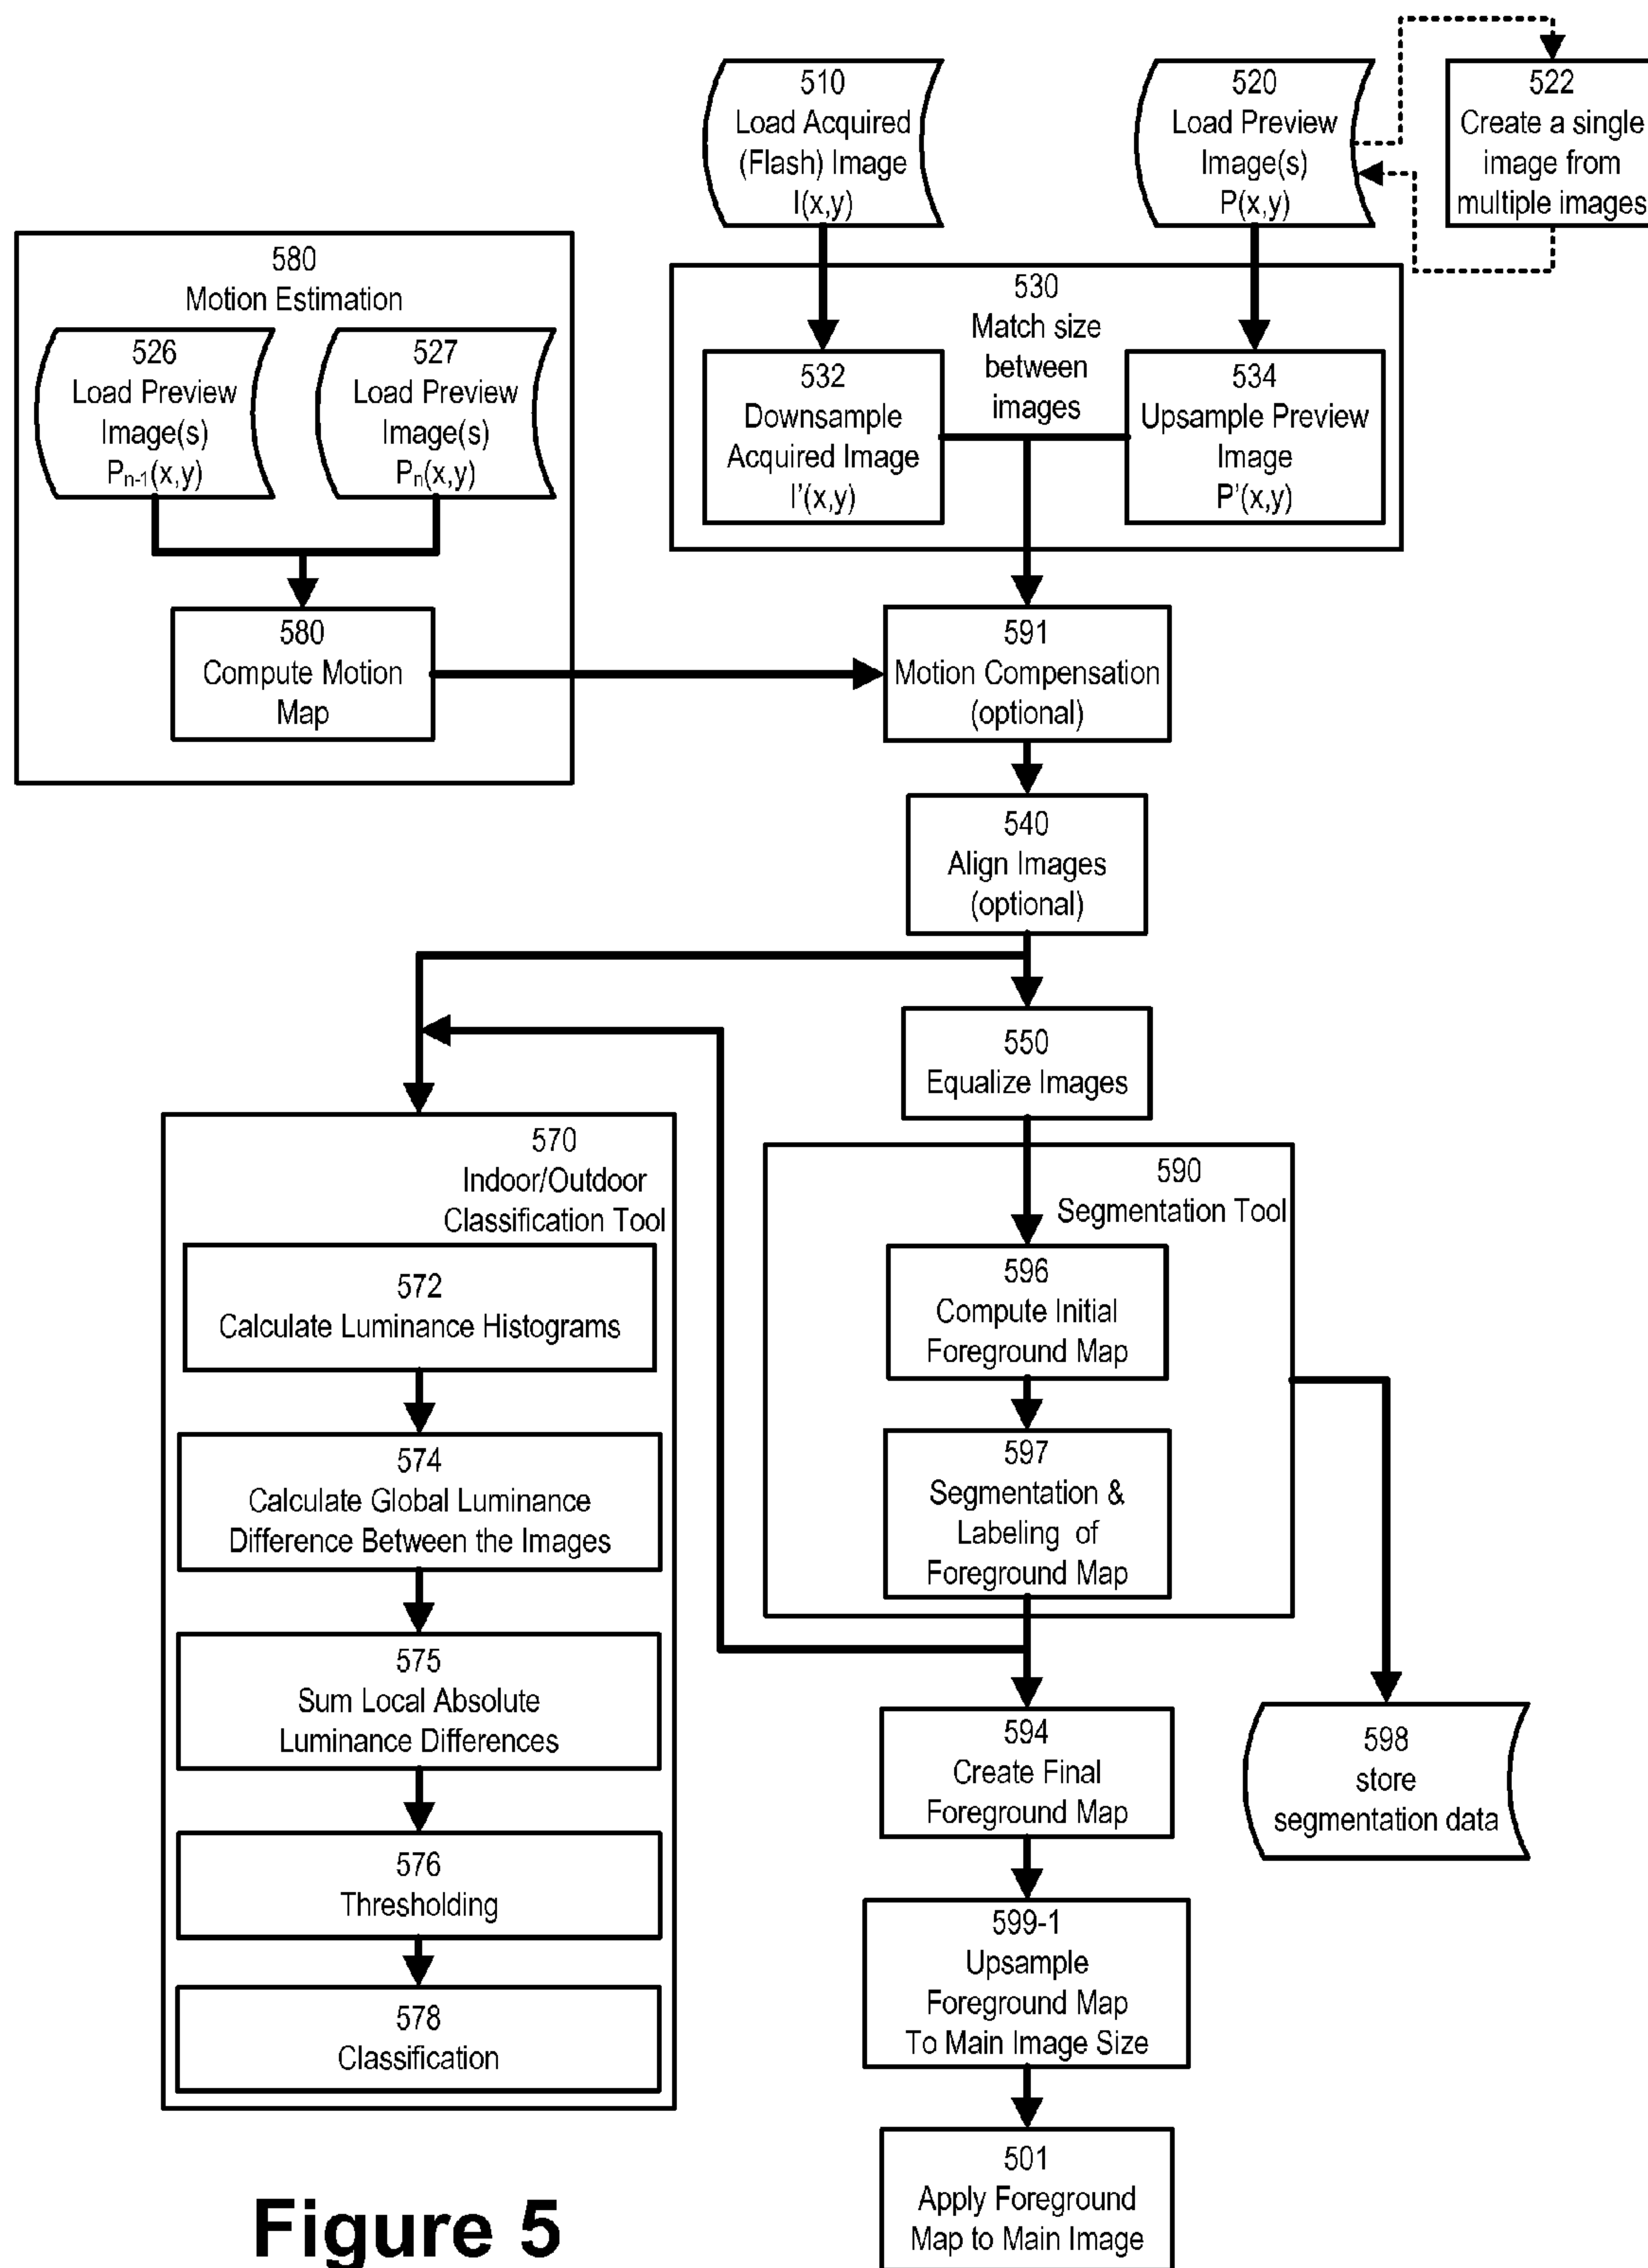 510
Load Acquired
(Flash) Image
I(x,y)
520
Load Preview
Image(s)
P(x,y)
522
Create a single
image from
multiple images
580
Motion Estimation
526
Load Preview
Image(s)
Pn-1(x,y)
527
Load Preview
Image(s)
Pn(x,y)
580
Compute Motion
Map
530
Match size
between
images
532
Downsample
Acquired Image
I'(x,y)
534
Upsample Preview
Image
P'(x,y)
591
Motion Compensation
(optional)
540
Align Images
(optional)
550
Equalize Images
570
Indoor/Outdoor
Classification Tool
572
Calculate Luminance Histograms
574
Calculate Global Luminance
Difference Between the Images
575
Sum Local Absolute
Luminance Differences
576
Thresholding
578
Classification
590
Segmentation Tool
596
Compute Initial
Foreground Map
597
Segmentation &
Labeling of
Foreground Map
594
Create Final
Foreground Map
598
store
segmentation data
599-1
Upsample
Foreground Map
To Main Image Size
501
Apply Foreground
Map to Main Image
Figure 5